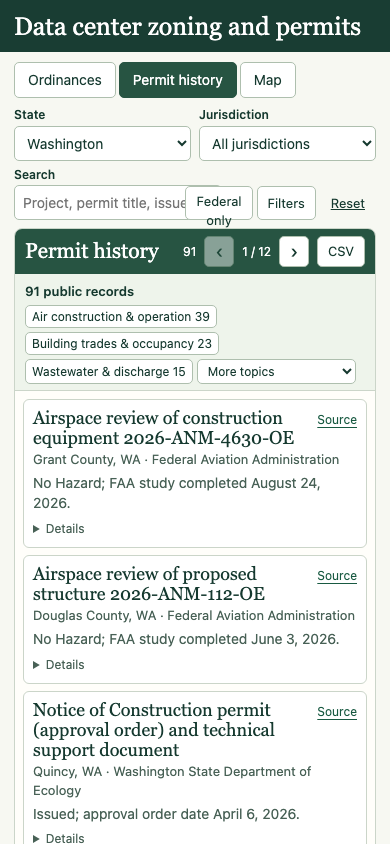 Data center zoning and permits
Ordinances
Permit history
Map
State
Jurisdiction
Washington
All jurisdictions
Search
Project, permit title, issue
Federal only
Filters
Reset
Permit history
91
‹
1 / 12
›
CSV
91 public records
Air construction & operation 39
Building trades & occupancy 23
Wastewater & discharge 15
More topics
Airspace review of construction
equipment 2026-ANM-4630-OE
Source
Grant County, WA · Federal Aviation Administration
No Hazard; FAA study completed August 24,
2026.
Details
Airspace review of proposed
structure 2026-ANM-112-OE
Source
Douglas County, WA · Federal Aviation Administration
No Hazard; FAA study completed June 3, 2026.
Details
Notice of Construction permit
(approval order) and technical
support document
Source
Quincy, WA · Washington State Department of
Ecology
Issued; approval order date April 6, 2026.
Details